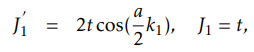 J₁′ = 2t cos(a/2 k₁), J₁ = t,